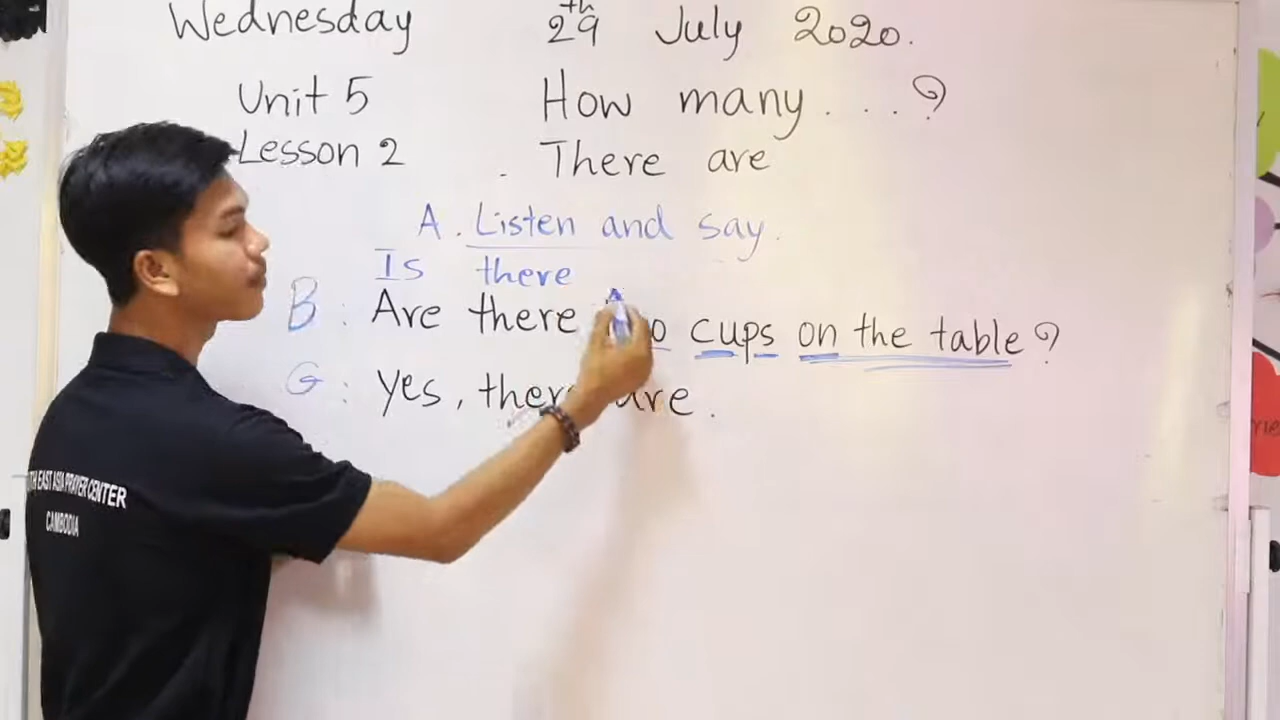 Wednesday 29th July 2020.
Unit 5 How many . . . ?
Lesson 2 . There are
A. Listen and say.
Is there
B: Are there cups on the table?
G: Yes, there are.
EAST ASIA PRAYER CENTER
CAMBODIA